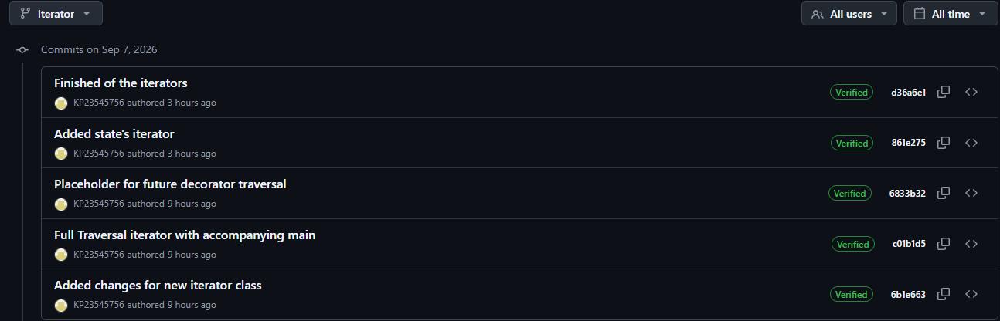 iterator
All users
All time
Commits on Sep 7, 2026
Finished of the iterators
KP23545756 authored 3 hours ago
Verified
d36a6e1
Added state's iterator
KP23545756 authored 3 hours ago
Verified
861e275
Placeholder for future decorator traversal
KP23545756 authored 9 hours ago
Verified
6833b32
Full Traversal iterator with accompanying main
KP23545756 authored 9 hours ago
Verified
c01b1d5
Added changes for new iterator class
KP23545756 authored 9 hours ago
Verified
6b1e663